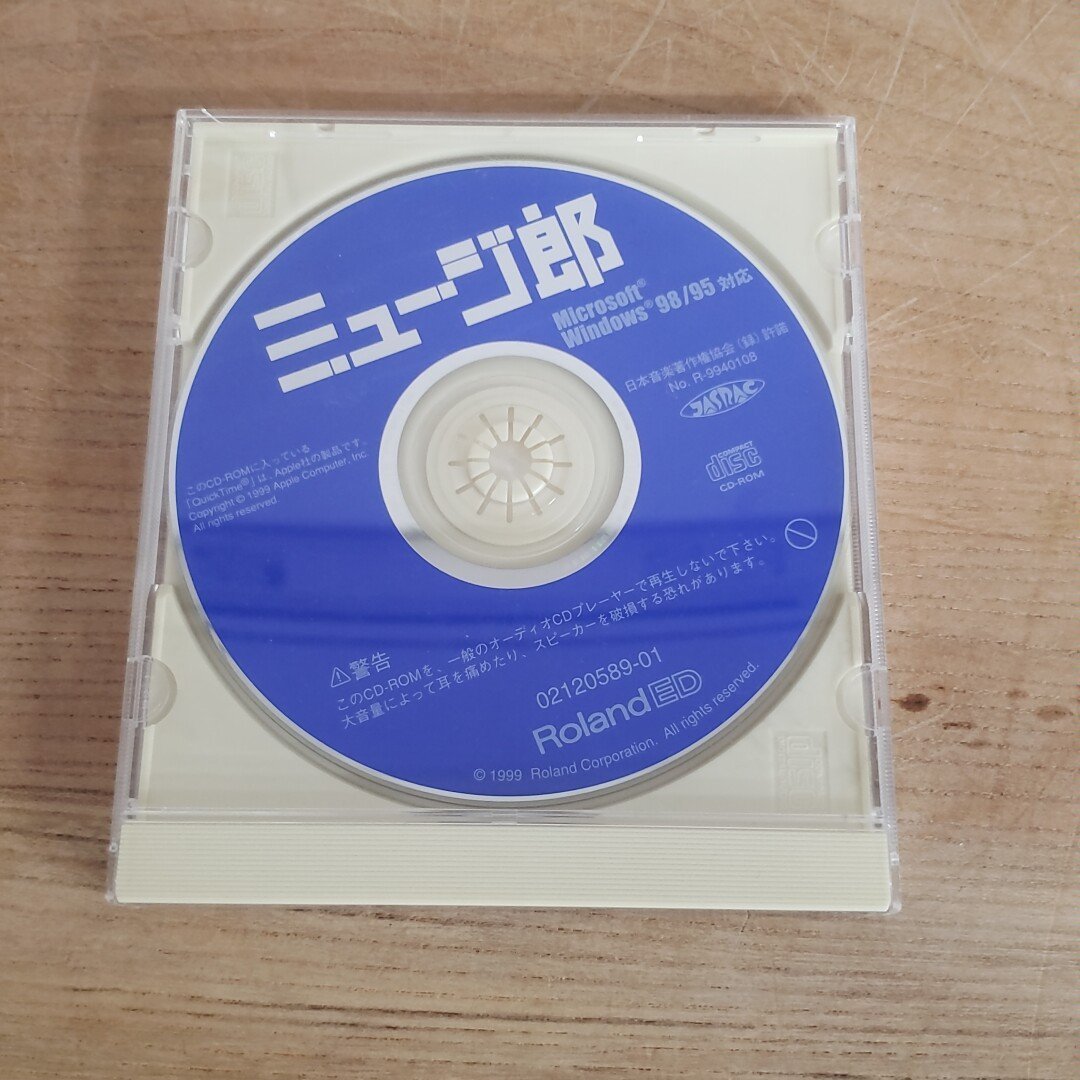 ミュージ郎
Microsoft®
Windows® 98/95 対応
日本音楽著作権協会(録)許諾
No. R-9940108
JASRAC
COMPACT
disc
CD-ROM
このCD-ROMに入っている
「QuickTime®」は、Apple社の製品です。
Copyright © 1999 Apple Computer, Inc.
All rights reserved.
⚠警告
このCD-ROMを、一般のオーディオCDプレーヤーで再生しないで下さい。
大音量によって耳を痛めたり、スピーカーを破損する恐れがあります。
02120589-01
Roland ED
© 1999 Roland Corporation. All rights reserved.